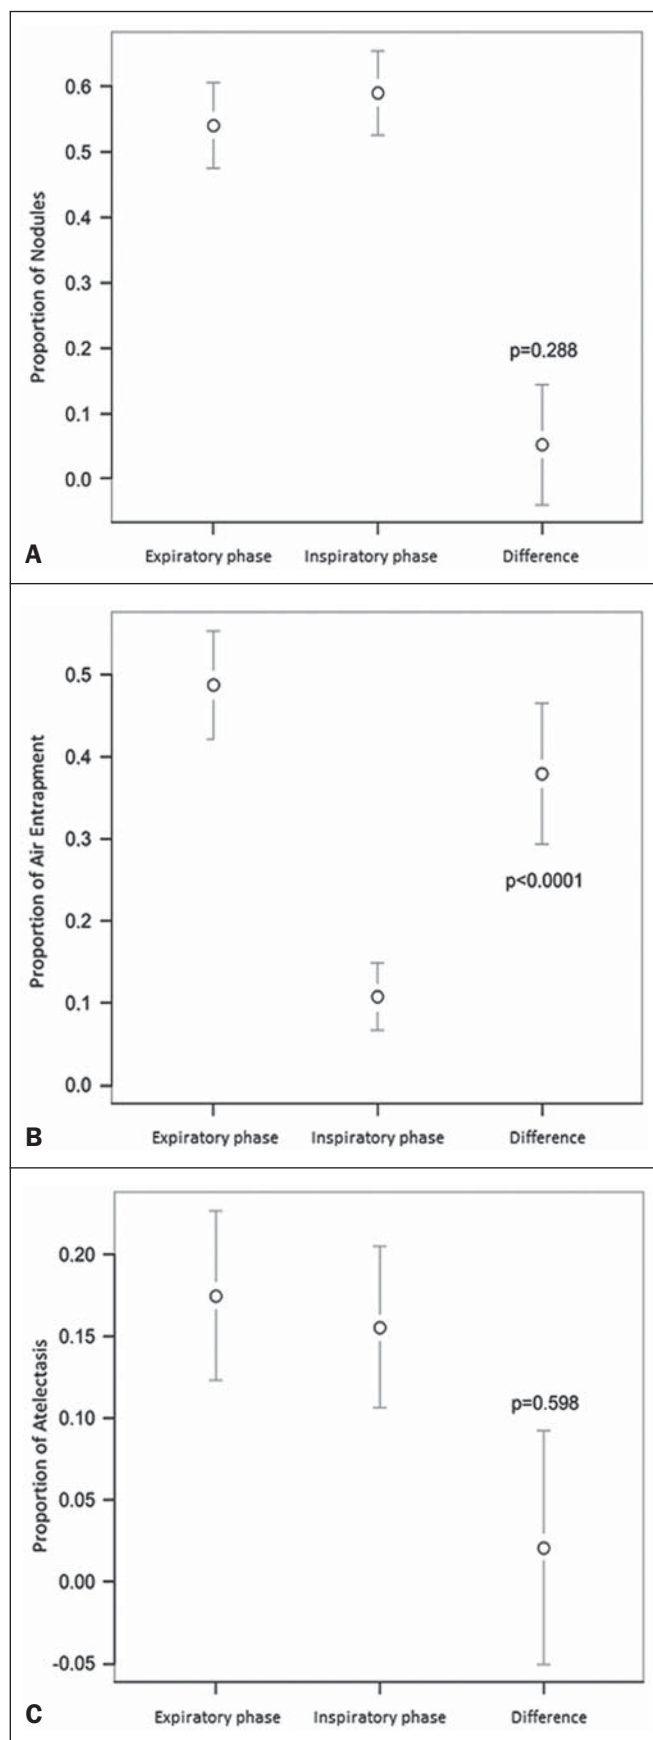 Proportion of Nodules
0.6
0.5
0.4
0.3
0.2
0.1
0.0
p=0.288
Expiratory phase Inspiratory phase Difference
A
Proportion of Air Entrapment
0.5
0.4
0.3
0.2
0.1
0.0
p<0.0001
Expiratory phase Inspiratory phase Difference
B
Proportion of Atelectasis
0.20
0.15
0.10
0.05
0.00
-0.05
p=0.598
Expiratory phase Inspiratory phase Difference
C